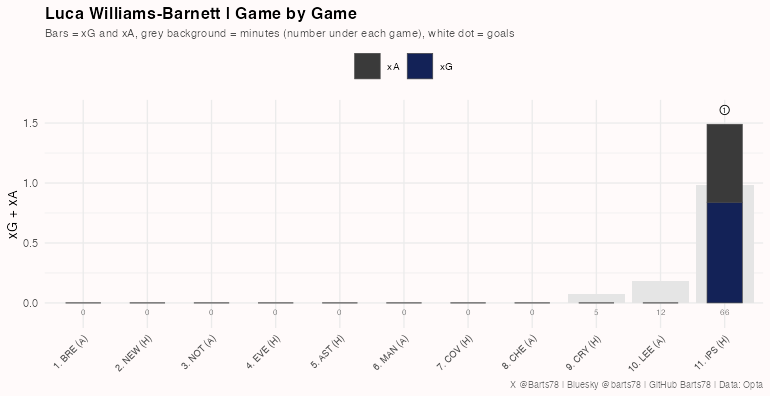 Luca Williams-Barnett | Game by Game
Bars = xG and xA, grey background = minutes (number under each game), white dot = goals
xA xG
xG + xA
1.5
1.0
0.5
0.0
1
0 0 0 0 0 0 0 0 5 12 66
1. BRE (A)
2. NEW (H)
3. NOT (A)
4. EVE (H)
5. AST (H)
6. MAN (A)
7. COV (H)
8. CHE (A)
9. CRY (H)
10. LEE (A)
11. IPS (H)
X @Barts78 | Bluesky @barts78 | GitHub Barts78 | Data: Opta